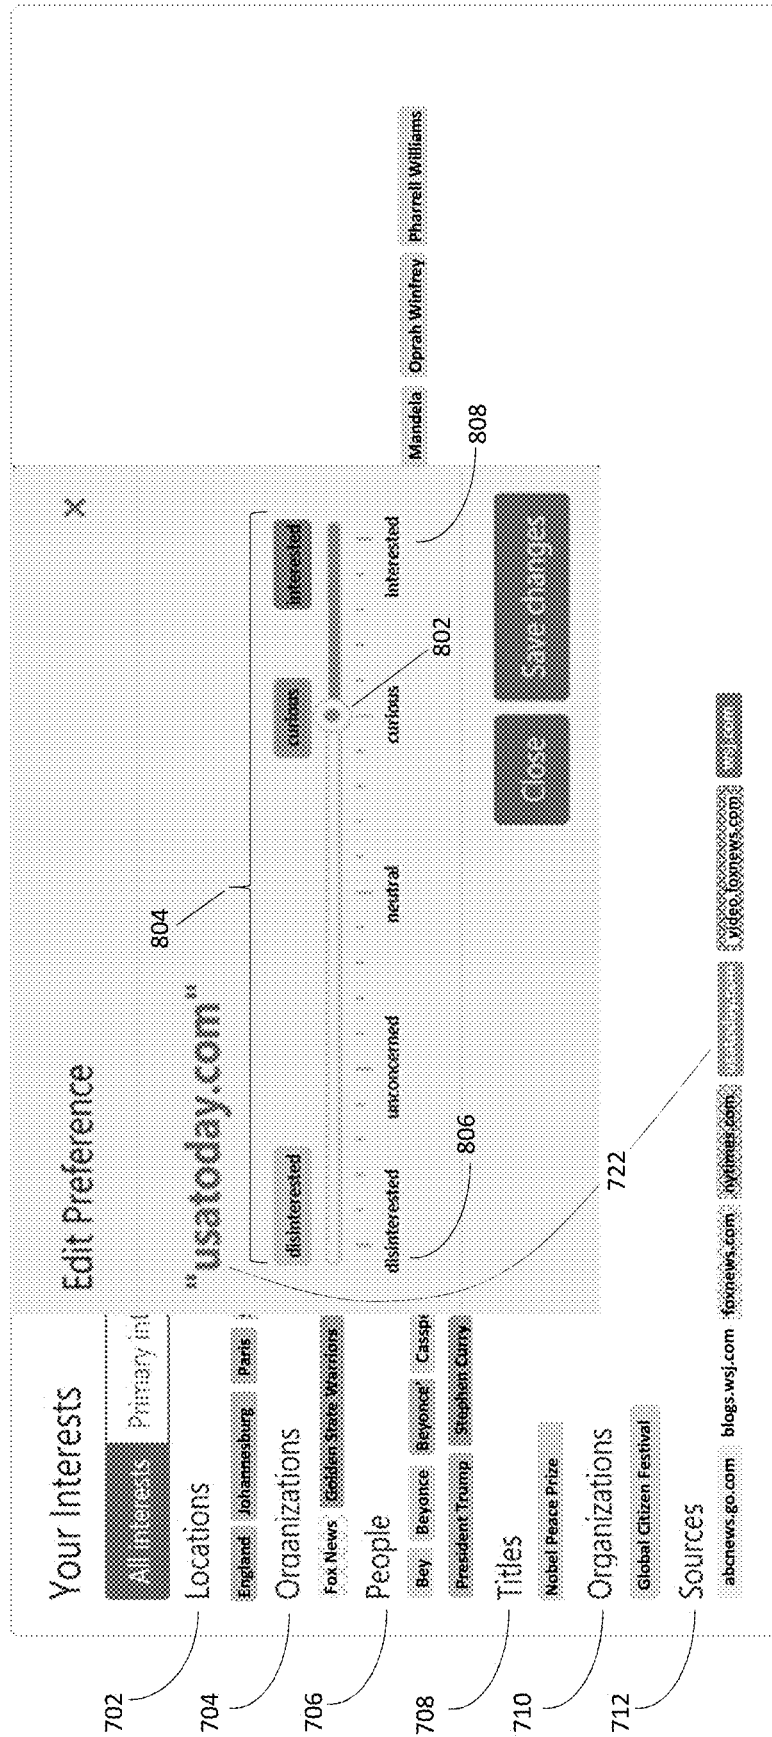 Your Interests
All Interests Primary int
702
Locations
England Johannesburg Paris
704
Organizations
Fox News Golden State Warriors
706
People
Bey Beyonce Beyonce' Casspi Mandela Oprah Winfrey Pharrell Williams
President Trump Stephen Curry
708
Titles
Nobel Peace Prize
710
Organizations
Global Citizen Festival
712
Sources
abcnews.go.com blogs.wsj.com foxnews.com nytimes.com video.foxnews.com wsj.com
722
Edit Preference ×
"usatoday.com"
804
disinterested curious interested
802
disinterested unconcerned neutral curious interested
806
808
Close Save changes